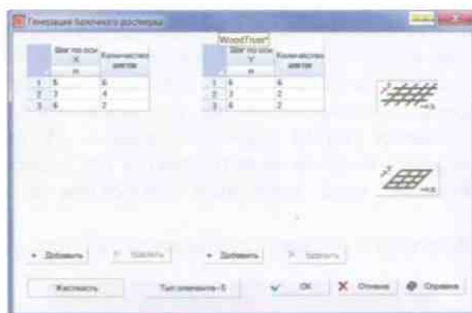 Генерация балочного ростверка
WoodTruer*
Шаг по оси X Количество шагов
м
1 6 6
2 3 4
3 6 2
Шаг по оси Y Количество шагов
м
1 6 6
2 3 2
3 6 2
+ Добавить Удалить + Добавить Удалить
Жесткость Тип элемента-5 OK Отмена Справка